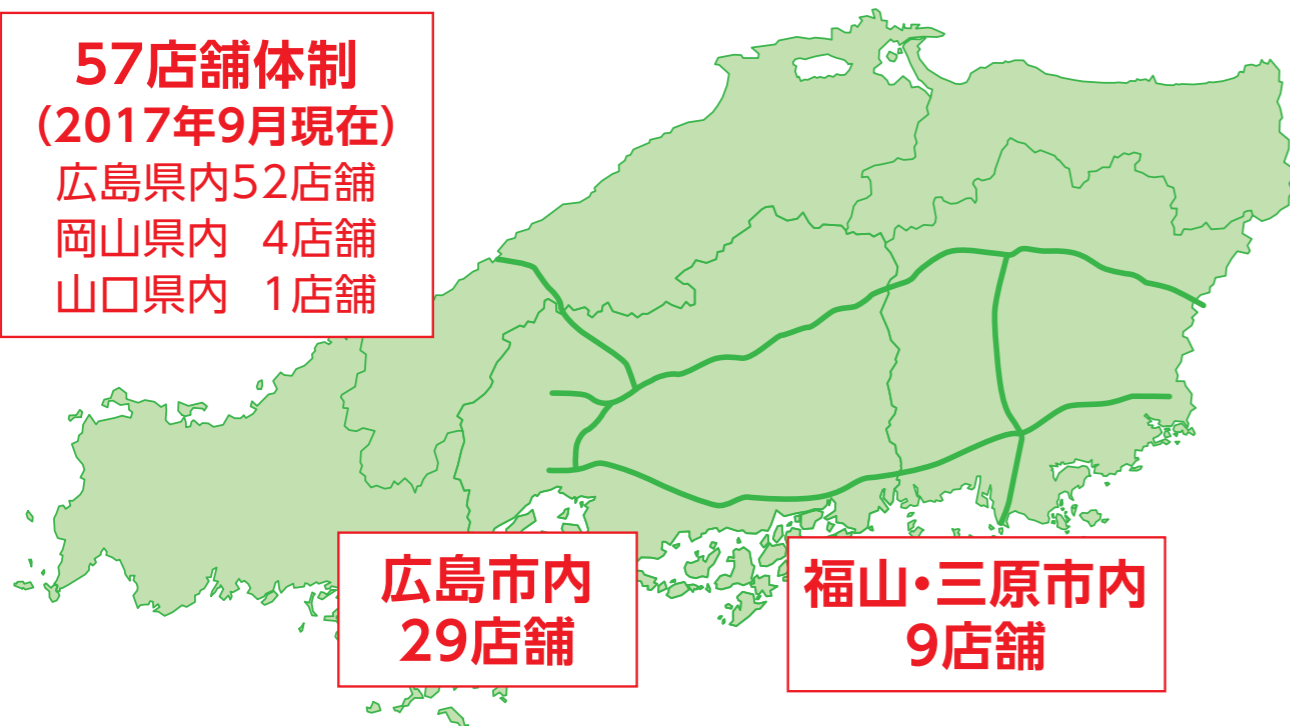 57店舗体制
（2017年9月現在）
広島県内52店舗
岡山県内 4店舗
山口県内 1店舗
広島市内
29店舗
福山・三原市内
9店舗